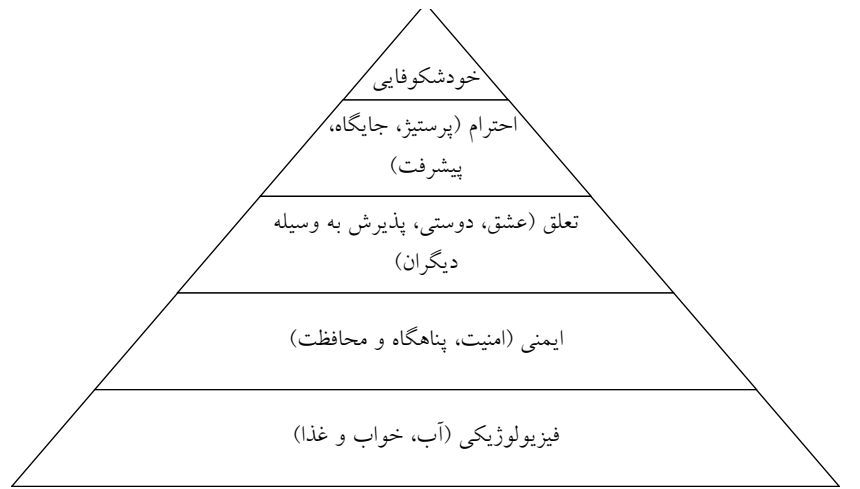 خودشکوفایی
احترام (پرستیژ، جایگاه،
پیشرفت)
تعلق (عشق، دوستی، پذیرش به وسیله
دیگران)
ایمنی (امنیت، پناهگاه و محافظت)
فیزیولوژیکی (آب، خواب و غذا)